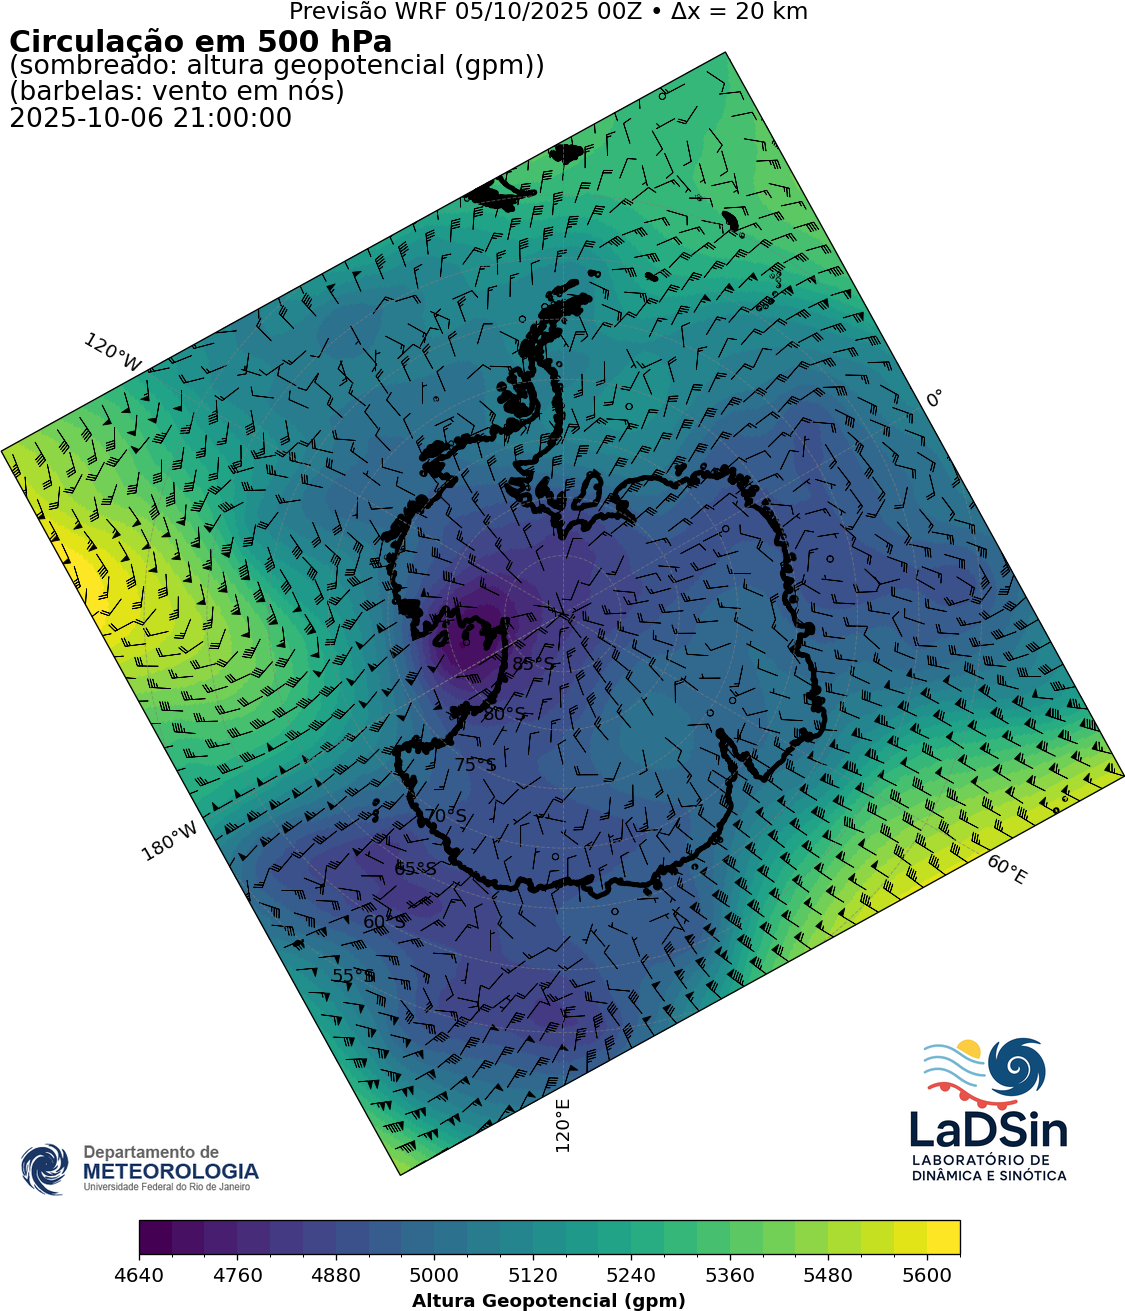 Previsão WRF 05/10/2025 00Z • Δx = 20 km
Circulação em 500 hPa
(sombreado: altura geopotencial (gpm))
(barbelas: vento em nós)
2025-10-06 21:00:00
120°W
0°
85°S
80°S
75°S
70°S
180°W
65°S
60°E
60°S
55°S
120°E
LaDSin
LABORATÓRIO DE
DINÂMICA E SINÓTICA
Departamento de
METEOROLOGIA
Universidade Federal do Rio de Janeiro
4640 4760 4880 5000 5120 5240 5360 5480 5600
Altura Geopotencial (gpm)